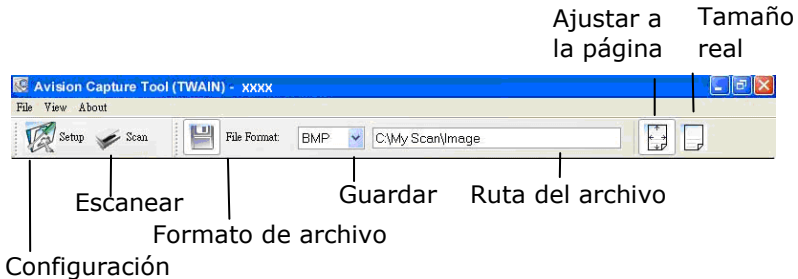 Ajustar a la página
Tamaño real
Avision Capture Tool (TWAIN) - xxxx
File View About
Setup Scan File Format: BMP C:\My Scan\Image
Escanear
Guardar
Ruta del archivo
Formato de archivo
Configuración